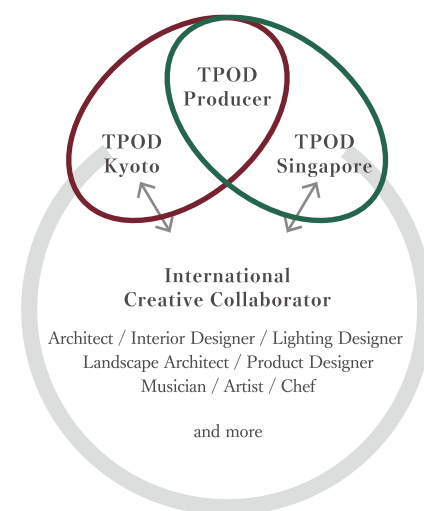 TPOD
Producer
TPOD
Kyoto
TPOD
Singapore
International
Creative Collaborator
Architect / Interior Designer / Lighting Designer
Landscape Architect / Product Designer
Musician / Artist / Chef
and more